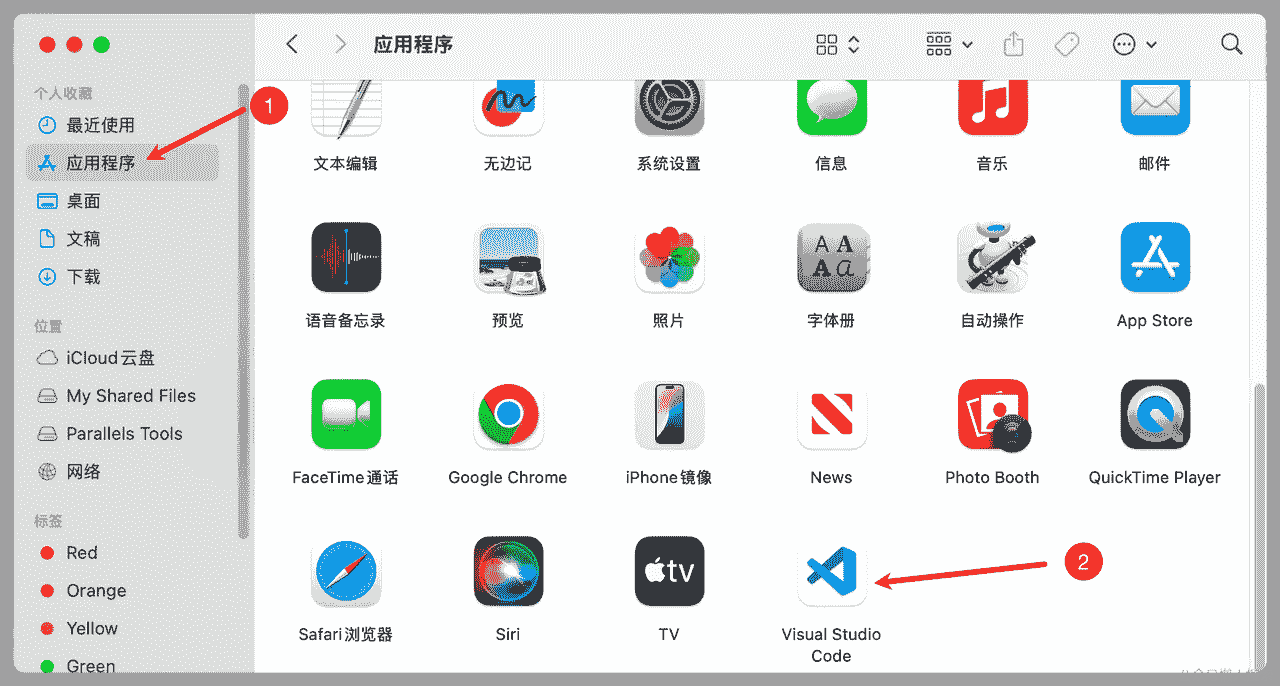 应用程序
个人收藏
最近使用
应用程序
桌面
文稿
下载
位置
iCloud云盘
My Shared Files
Parallels Tools
网络
标签
Red
Orange
Yellow
Green
1
文本编辑
无边记
系统设置
信息
音乐
邮件
语音备忘录
预览
照片
A A
A a
字体册
自动操作
App Store
FaceTime通话
Google Chrome
iPhone镜像
News
Photo Booth
QuickTime Player
tv
2
Safari浏览器
Siri
TV
Visual Studio
Code